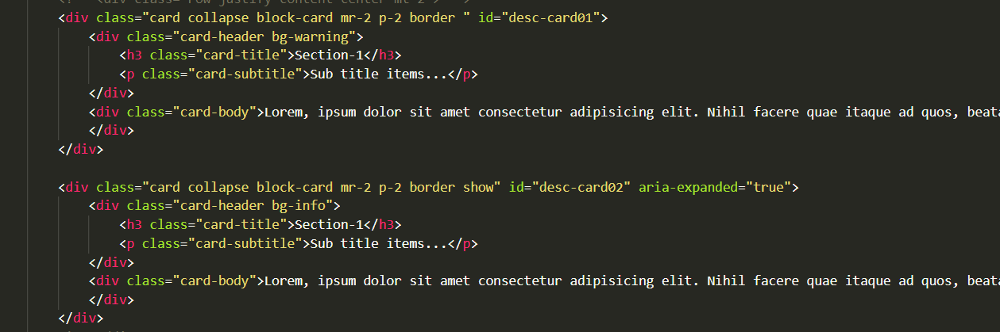 <div class="card collapse block-card mr-2 p-2 border " id="desc-card01">
<div class="card-header bg-warning">
<h3 class="card-title">Section-1</h3>
<p class="card-subtitle">Sub title items...</p>
</div>
<div class="card-body">Lorem, ipsum dolor sit amet consectetur adipisicing elit. Nihil facere quae itaque ad quos, beata
</div>
</div>
<div class="card collapse block-card mr-2 p-2 border show" id="desc-card02" aria-expanded="true">
<div class="card-header bg-info">
<h3 class="card-title">Section-1</h3>
<p class="card-subtitle">Sub title items...</p>
</div>
<div class="card-body">Lorem, ipsum dolor sit amet consectetur adipisicing elit. Nihil facere quae itaque ad quos, beata
</div>
</div>